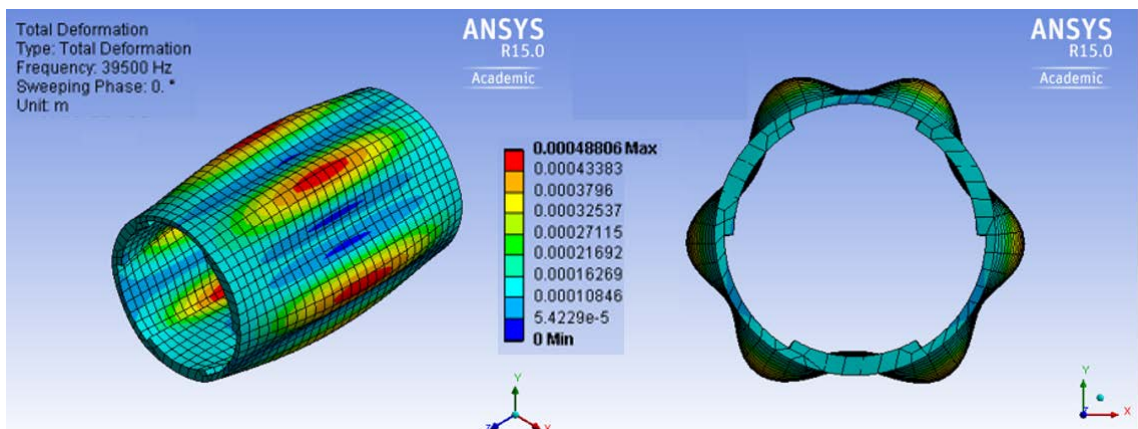 Total Deformation
Type: Total Deformation
Frequency: 39500 Hz
Sweeping Phase: 0. °
Unit: m
ANSYS
R15.0
Academic
0.00048806 Max
0.00043383
0.0003796
0.00032537
0.00027115
0.00021692
0.00016269
0.00010846
5.4229e-5
0 Min
Y
Z
X
ANSYS
R15.0
Academic
Y
Z
X